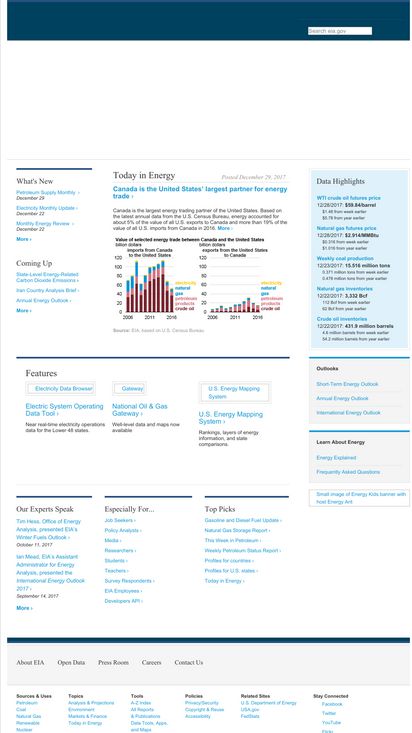 Search eia.gov
What's New
Petroleum Supply Monthly ›
December 29
Electricity Monthly Update ›
December 22
Monthly Energy Review ›
December 22
More ›
Coming Up
State-Level Energy-Related
Carbon Dioxide Emissions ›
Iran Country Analysis Brief ›
Annual Energy Outlook ›
More ›
Today in Energy
Posted December 29, 2017
Canada is the United States' largest partner for energy
trade ›
Canada is the largest energy trading partner of the United States. Based on
the latest annual data from the U.S. Census Bureau, energy accounted for
about 5% of the value of all U.S. exports to Canada and more than 19% of the
value of all U.S. imports from Canada in 2016. More ›
Value of selected energy trade between Canada and the United States
billion dollars
imports from Canada
to the United States
$120
100
80
60
40
20
0
2006
2011
2016
electricity
natural
gas
petroleum
products
crude oil
billion dollars
exports from the United States
to Canada
$120
100
80
60
40
20
0
2006
2011
2016
electricity
natural
gas
petroleum
products
crude oil
Source: EIA, based on U.S. Census Bureau
Data Highlights
WTI crude oil futures price
12/28/2017: $59.84/barrel
$1.48 from week earlier
$5.78 from year earlier
Natural gas futures price
12/28/2017: $2.914/MMBtu
$0.316 from week earlier
$1.016 from year earlier
Weekly coal production
12/23/2017: 15.516 million tons
0.371 million tons from week earlier
0.478 million tons from year earlier
Natural gas inventories
12/22/2017: 3,332 Bcf
112 Bcf from week earlier
62 Bcf from year earlier
Crude oil inventories
12/22/2017: 431.9 million barrels
4.6 million barrels from week earlier
54.2 million barrels from year earlier
Features
Electricity Data Browser
Electric System Operating
Data Tool ›
Near real-time electricity operations
data for the Lower 48 states.
Gateway
National Oil & Gas
Gateway ›
Well-level data and maps now
available
U.S. Energy Mapping
System
U.S. Energy Mapping
System ›
Rankings, layers of energy
information, and state
comparisons.
Outlooks
Short-Term Energy Outlook
Annual Energy Outlook
International Energy Outlook
Learn About Energy
Energy Explained
Frequently Asked Questions
Small image of Energy Kids banner with
host Energy Ant
Our Experts Speak
Tim Hess, Office of Energy
Analysis, presented EIA's
Winter Fuels Outlook ›
October 11, 2017
Ian Mead, EIA's Assistant
Administrator for Energy
Analysis, presented the
International Energy Outlook
2017 ›
September 14, 2017
More ›
Especially For...
Job Seekers ›
Policy Analysts ›
Media ›
Researchers ›
Students ›
Teachers ›
Survey Respondents ›
EIA Employees ›
Developers API ›
Top Picks
Gasoline and Diesel Fuel Update ›
Natural Gas Storage Report ›
This Week in Petroleum ›
Weekly Petroleum Status Report ›
Profiles for countries ›
Profiles for U.S. states ›
Today in Energy ›
About EIA
Open Data
Press Room
Careers
Contact Us
Sources & Uses
Petroleum
Coal
Natural Gas
Renewable
Nuclear
Topics
Analysis & Projections
Environment
Markets & Finance
Today in Energy
Tools
A-Z Index
All Reports
& Publications
Data Tools, Apps,
and Maps
Policies
Privacy/Security
Copyright & Reuse
Accessibility
Related Sites
U.S. Department of Energy
USA.gov
FedStats
Stay Connected
Facebook
Twitter
YouTube
Flickr